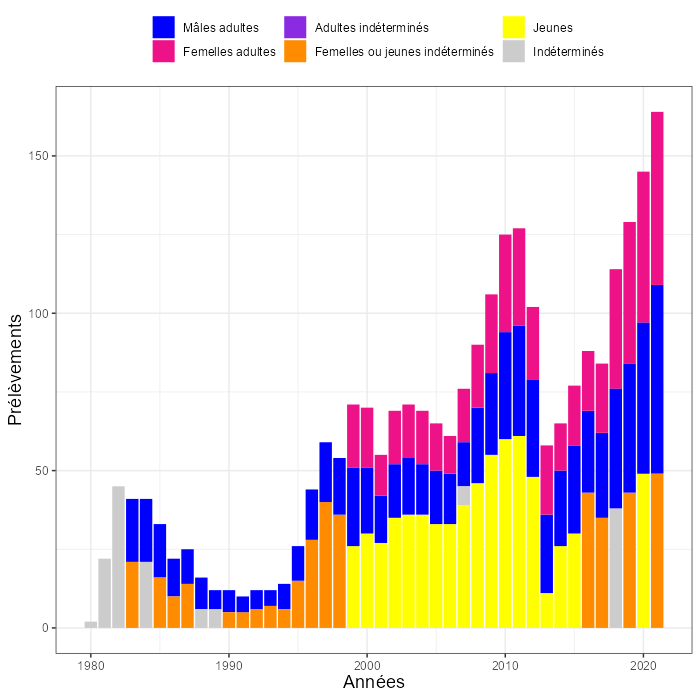 Mâles adultes Adultes indéterminés Jeunes
Femelles adultes Femelles ou jeunes indéterminés Indéterminés
150
100
50
0
Prélèvements
1980 1990 2000 2010 2020
Années